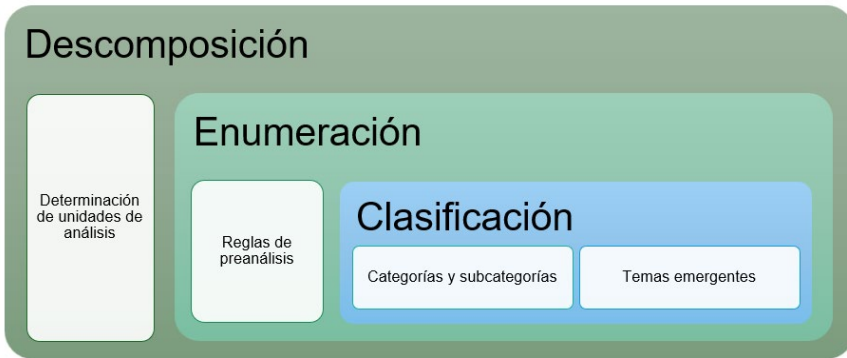 Descomposición
Determinación
de unidades de
análisis
Enumeración
Reglas de
preanálisis
Clasificación
Categorías y subcategorías
Temas emergentes